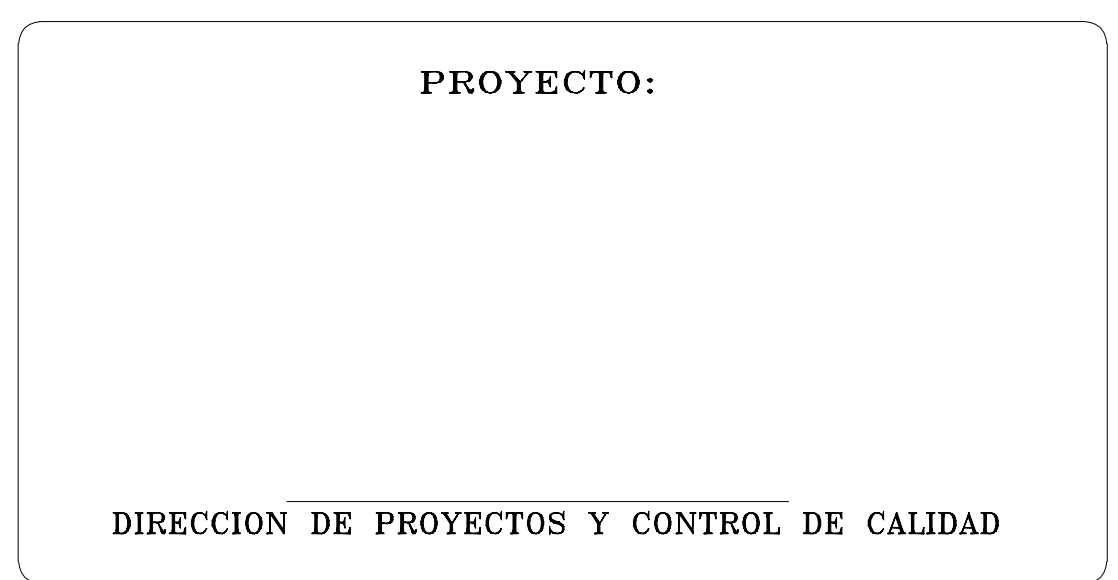 PROYECTO:
DIRECCION DE PROYECTOS Y CONTROL DE CALIDAD